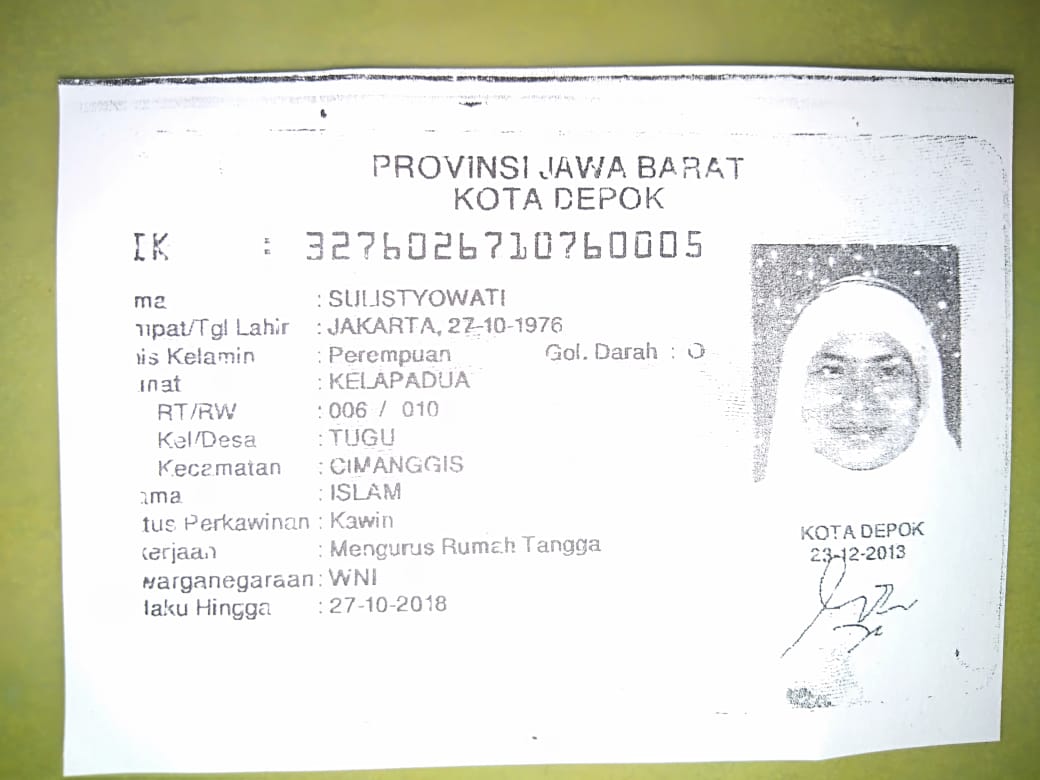 PROVINSI JAWA BARAT
KOTA DEPOK
IK : 3276026710760005
ma : SULISTYOWATI
mpat/Tgl Lahir : JAKARTA, 27-10-1976
nis Kelamin : Perempuan Gol. Darah : O
mat : KELAPADUA
RT/RW : 006 / 010
Kel/Desa : TUGU
Kecamatan : CIMANGGIS
ama : ISLAM
tus Perkawinan : Kawin
kerjaan : Mengurus Rumah Tangga
warganegaraan : WNI
laku Hingga : 27-10-2018
KOTA DEPOK
23-12-2013